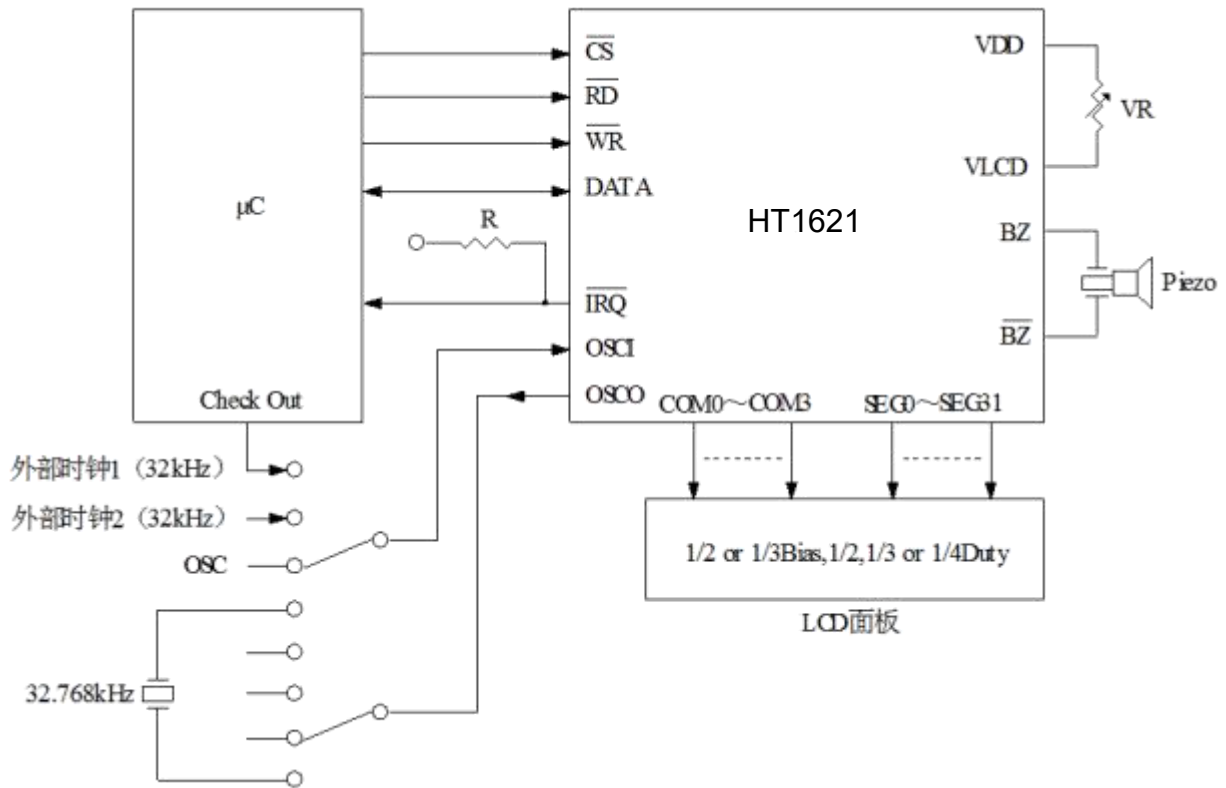 CS
RD
WR
DATA
μC
R
IRQ
OSCI
OSCO
Check Out
HT1621
VDD
VR
VLCD
BZ
Piezo
BZ
COM0～COM3
SEG0～SEG31
外部时钟1（32kHz）
外部时钟2（32kHz）
OSC
32.768kHz
1/2 or 1/3Bias,1/2,1/3 or 1/4Duty
LCD面板